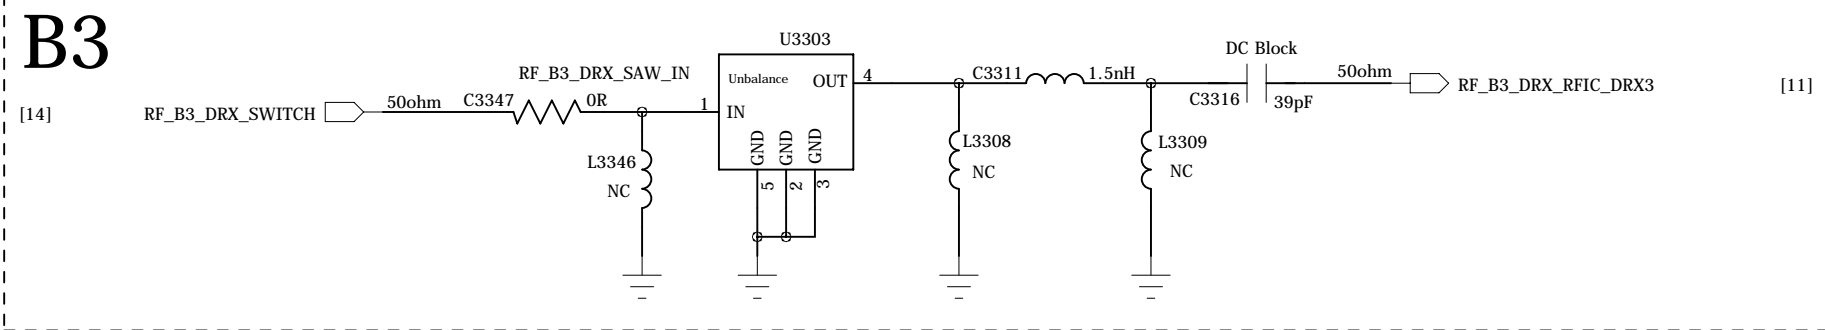 B3
U3303
DC Block
RF_B3_DRX_SAW_IN
Unbalance
OUT
4
C3311
1.5nH
50ohm
RF_B3_DRX_RFIC_DRX3
[11]
[14]
RF_B3_DRX_SWITCH
50ohm
C3347
0R
1
IN
C3316
39pF
GND
GND
GND
L3346
NC
L3308
NC
L3309
NC
5
2
3